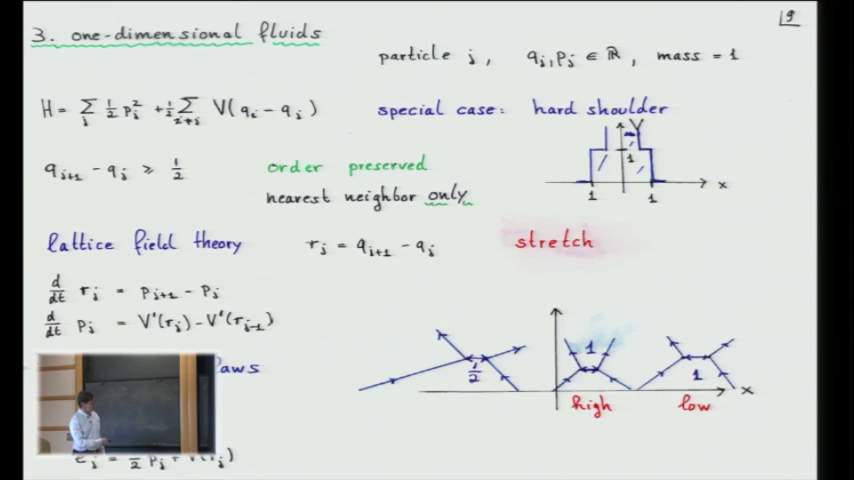 9
3. one-dimensional fluids
particle j, q_j, p_j ∈ ℝ, mass = 1
H = Σ_j ½ p_j² + ½ Σ_{i≠j} V(q_i - q_j)
special case: hard shoulder
V
1
x
1 1
q_{j+1} - q_j ≥ ½
order preserved
nearest neighbor only
lattice field theory
r_j = q_{j+1} - q_j
stretch
d/dt r_j = p_{j+1} - p_j
d/dt p_j = V'(r_j) - V'(r_{j-1})
½ 1 1 x
high low
aws